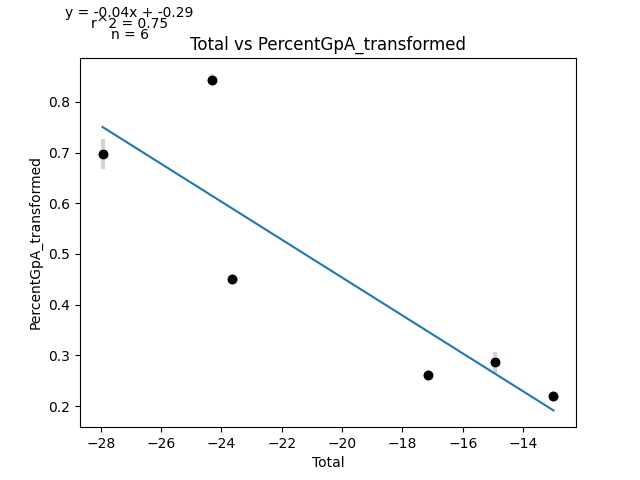 y = -0.04x + -0.29
r^2 = 0.75
n = 6
Total vs PercentGpA_transformed
PercentGpA_transformed
0.8
0.7
0.6
0.5
0.4
0.3
0.2
−28 −26 −24 −22 −20 −18 −16 −14
Total